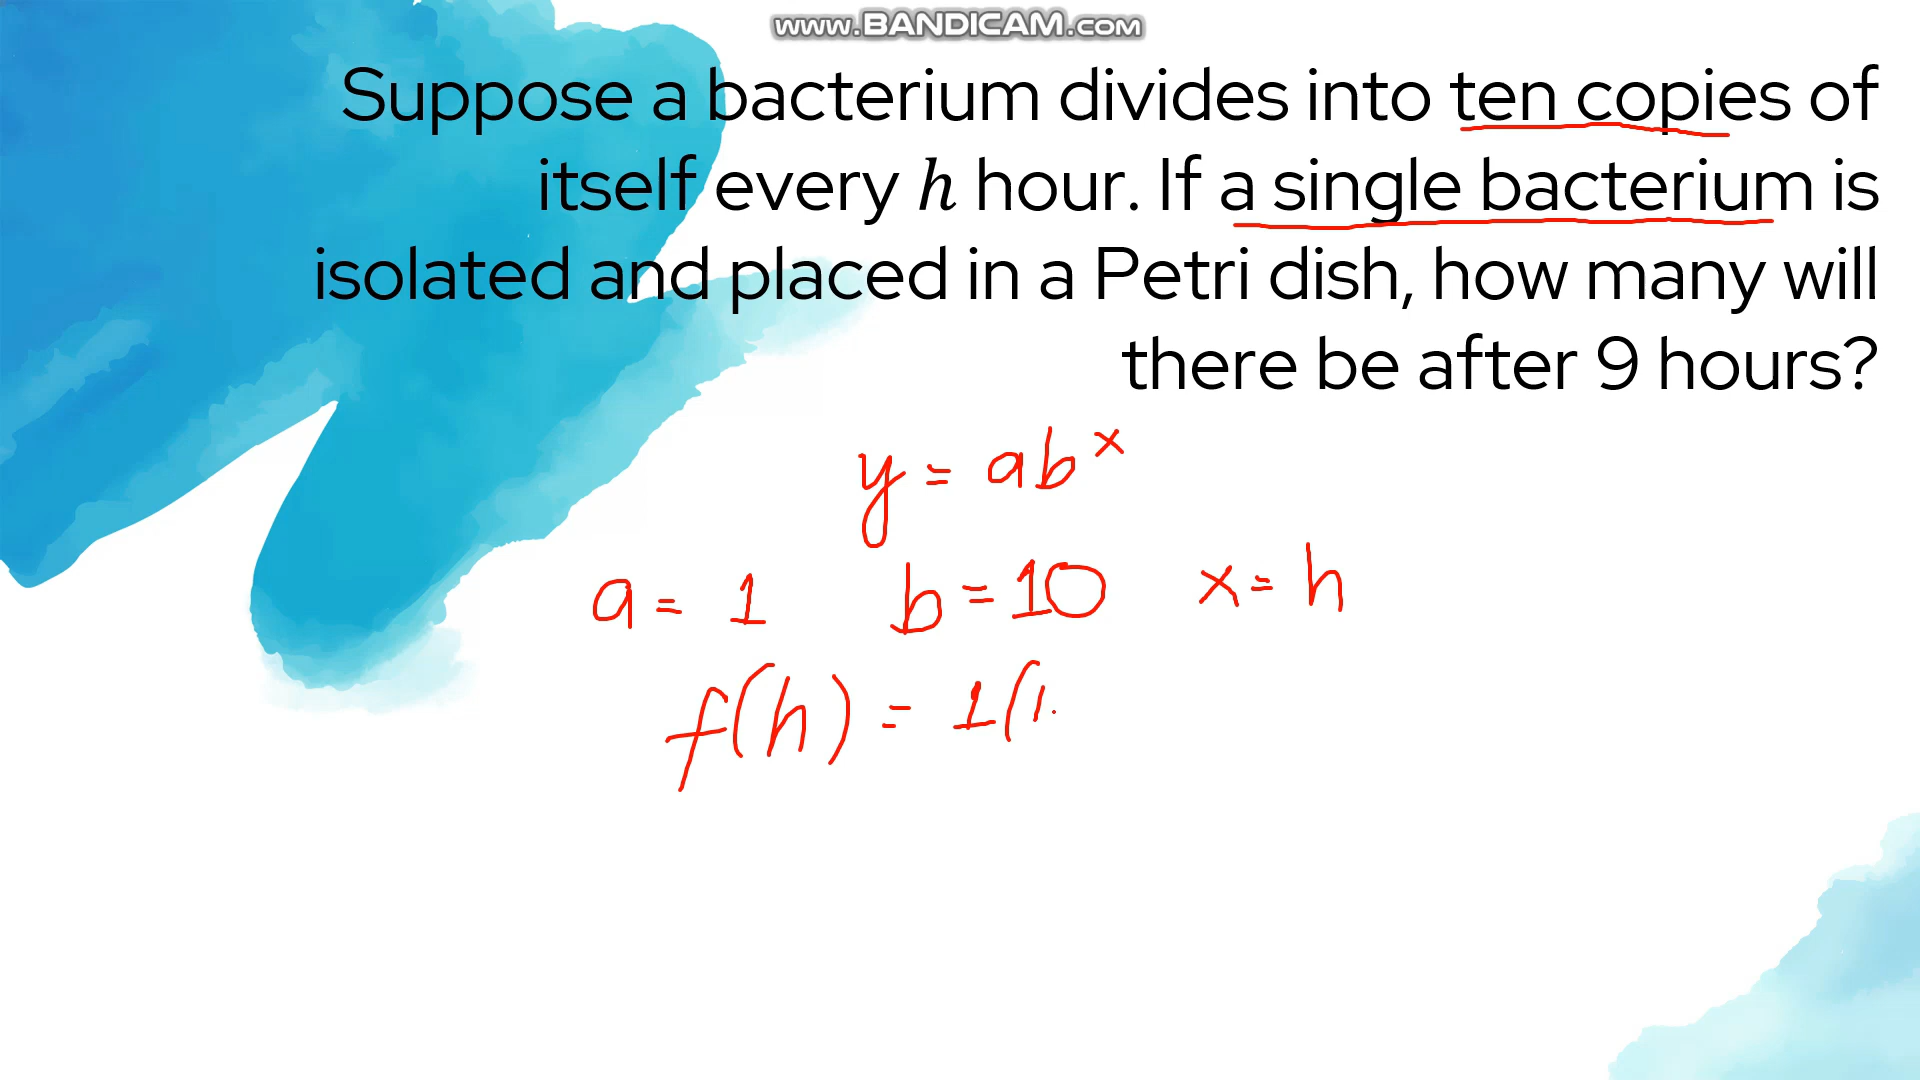 www.BANDICAM.com
Suppose a bacterium divides into ten copies of
itself every h hour. If a single bacterium is
isolated and placed in a Petri dish, how many will
there be after 9 hours?
y = ab^x
a = 1 b = 10 x = h
f(h) = 1(1